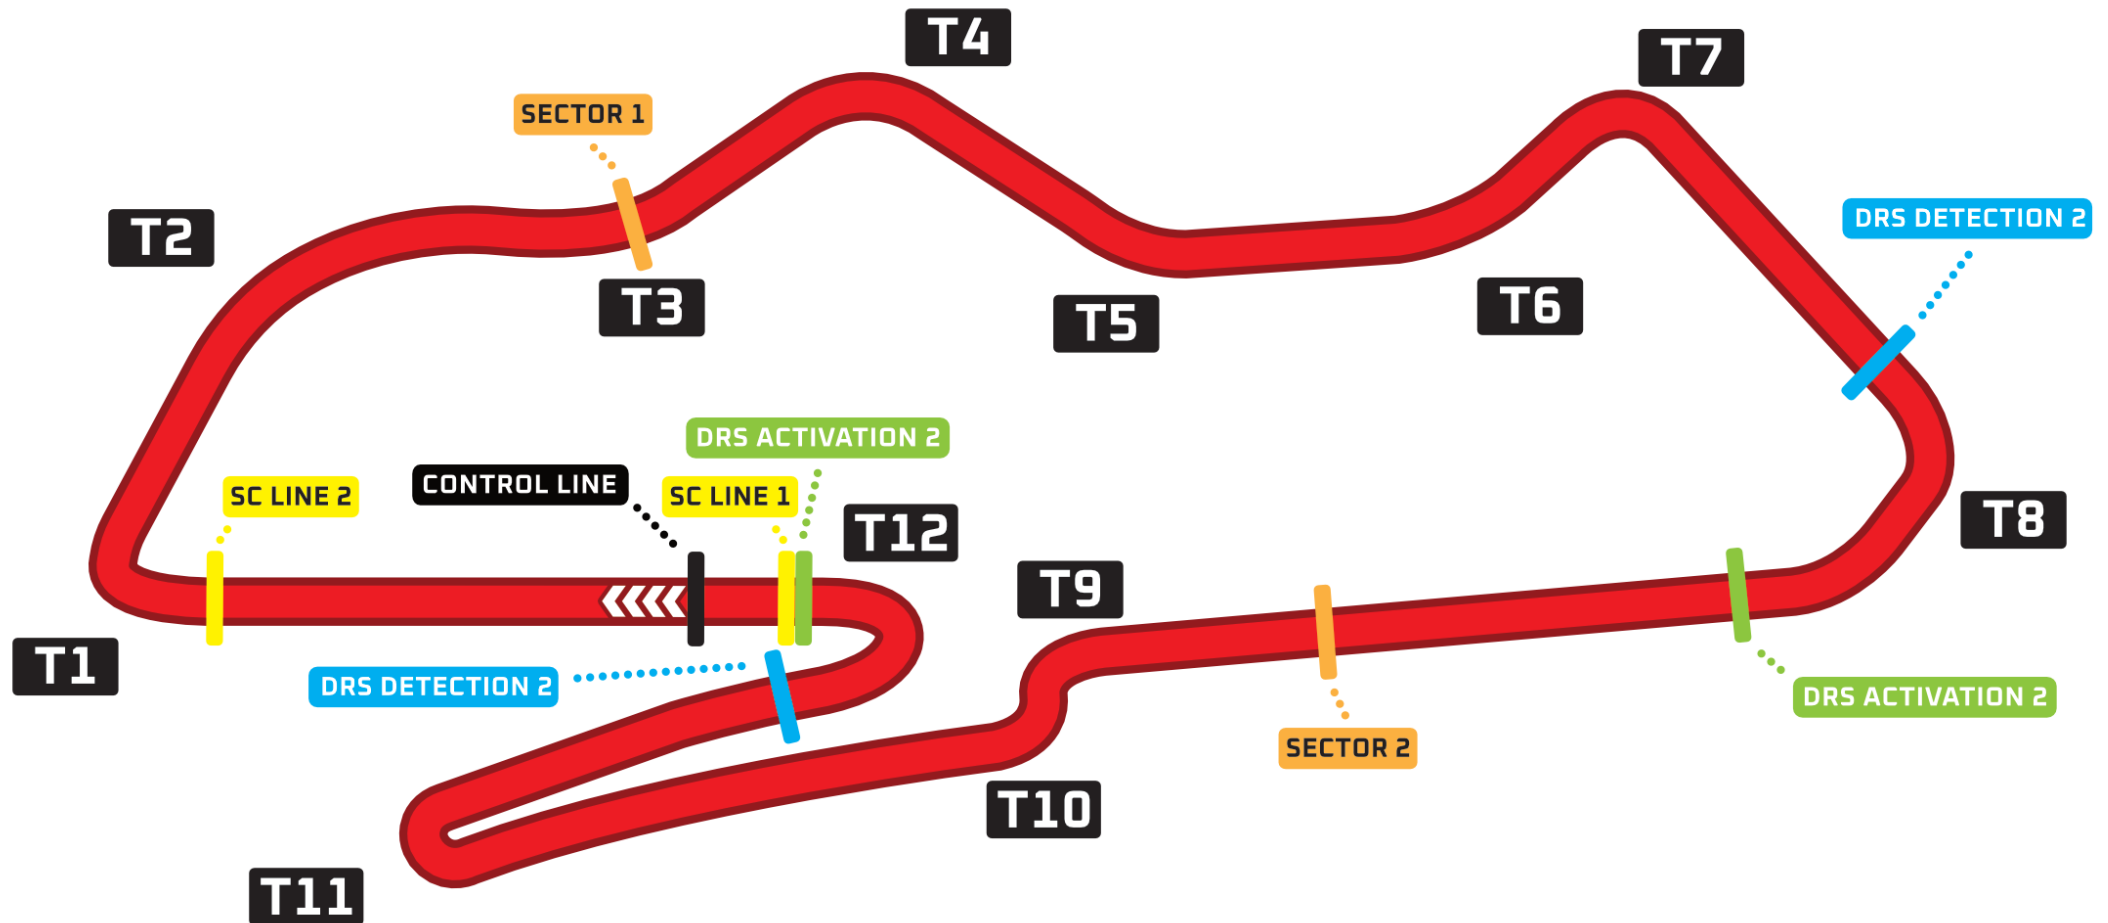 T4
T7
SECTOR 1
T2
DRS DETECTION 2
T3
T5
T6
DRS ACTIVATION 2
SC LINE 2
CONTROL LINE
SC LINE 1
T12
T8
T9
T1
DRS DETECTION 2
DRS ACTIVATION 2
SECTOR 2
T10
T11